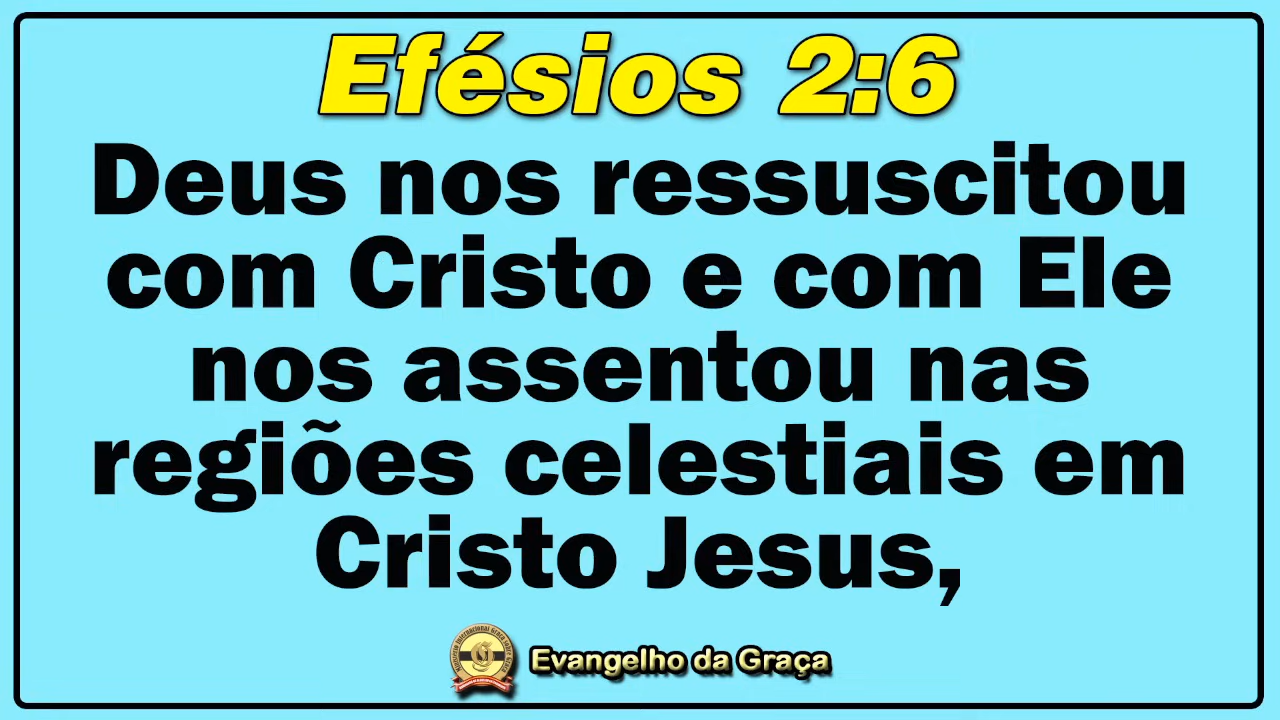 Efésios 2:6
Deus nos ressuscitou
com Cristo e com Ele
nos assentou nas
regiões celestiais em
Cristo Jesus,
Evangelho da Graça